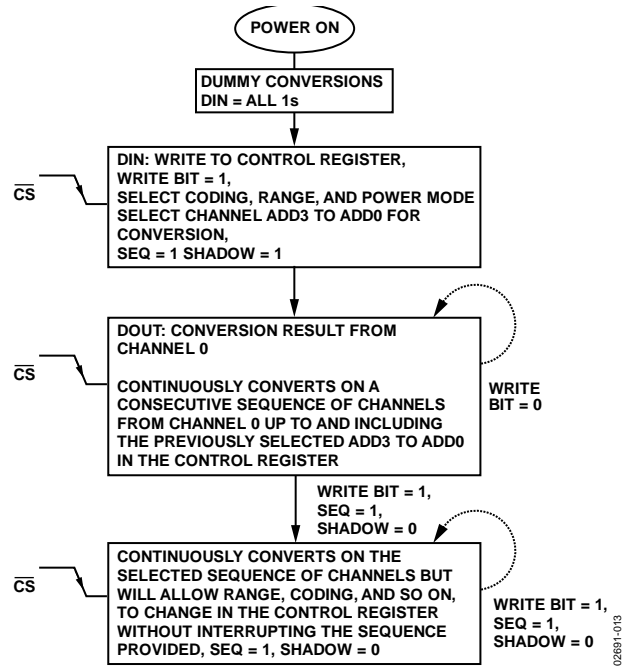 POWER ON
DUMMY CONVERSIONS
DIN = ALL 1s
CS
DIN: WRITE TO CONTROL REGISTER,
WRITE BIT = 1,
SELECT CODING, RANGE, AND POWER MODE
SELECT CHANNEL ADD3 TO ADD0 FOR
CONVERSION,
SEQ = 1 SHADOW = 1
CS
DOUT: CONVERSION RESULT FROM
CHANNEL 0
CONTINUOUSLY CONVERTS ON A
CONSECUTIVE SEQUENCE OF CHANNELS
FROM CHANNEL 0 UP TO AND INCLUDING
THE PREVIOUSLY SELECTED ADD3 TO ADD0
IN THE CONTROL REGISTER
WRITE
BIT = 0
WRITE BIT = 1,
SEQ = 1,
SHADOW = 0
CS
CONTINUOUSLY CONVERTS ON THE
SELECTED SEQUENCE OF CHANNELS BUT
WILL ALLOW RANGE, CODING, AND SO ON,
TO CHANGE IN THE CONTROL REGISTER
WITHOUT INTERRUPTING THE SEQUENCE
PROVIDED, SEQ = 1, SHADOW = 0
WRITE BIT = 1,
SEQ = 1,
SHADOW = 0
02691-013